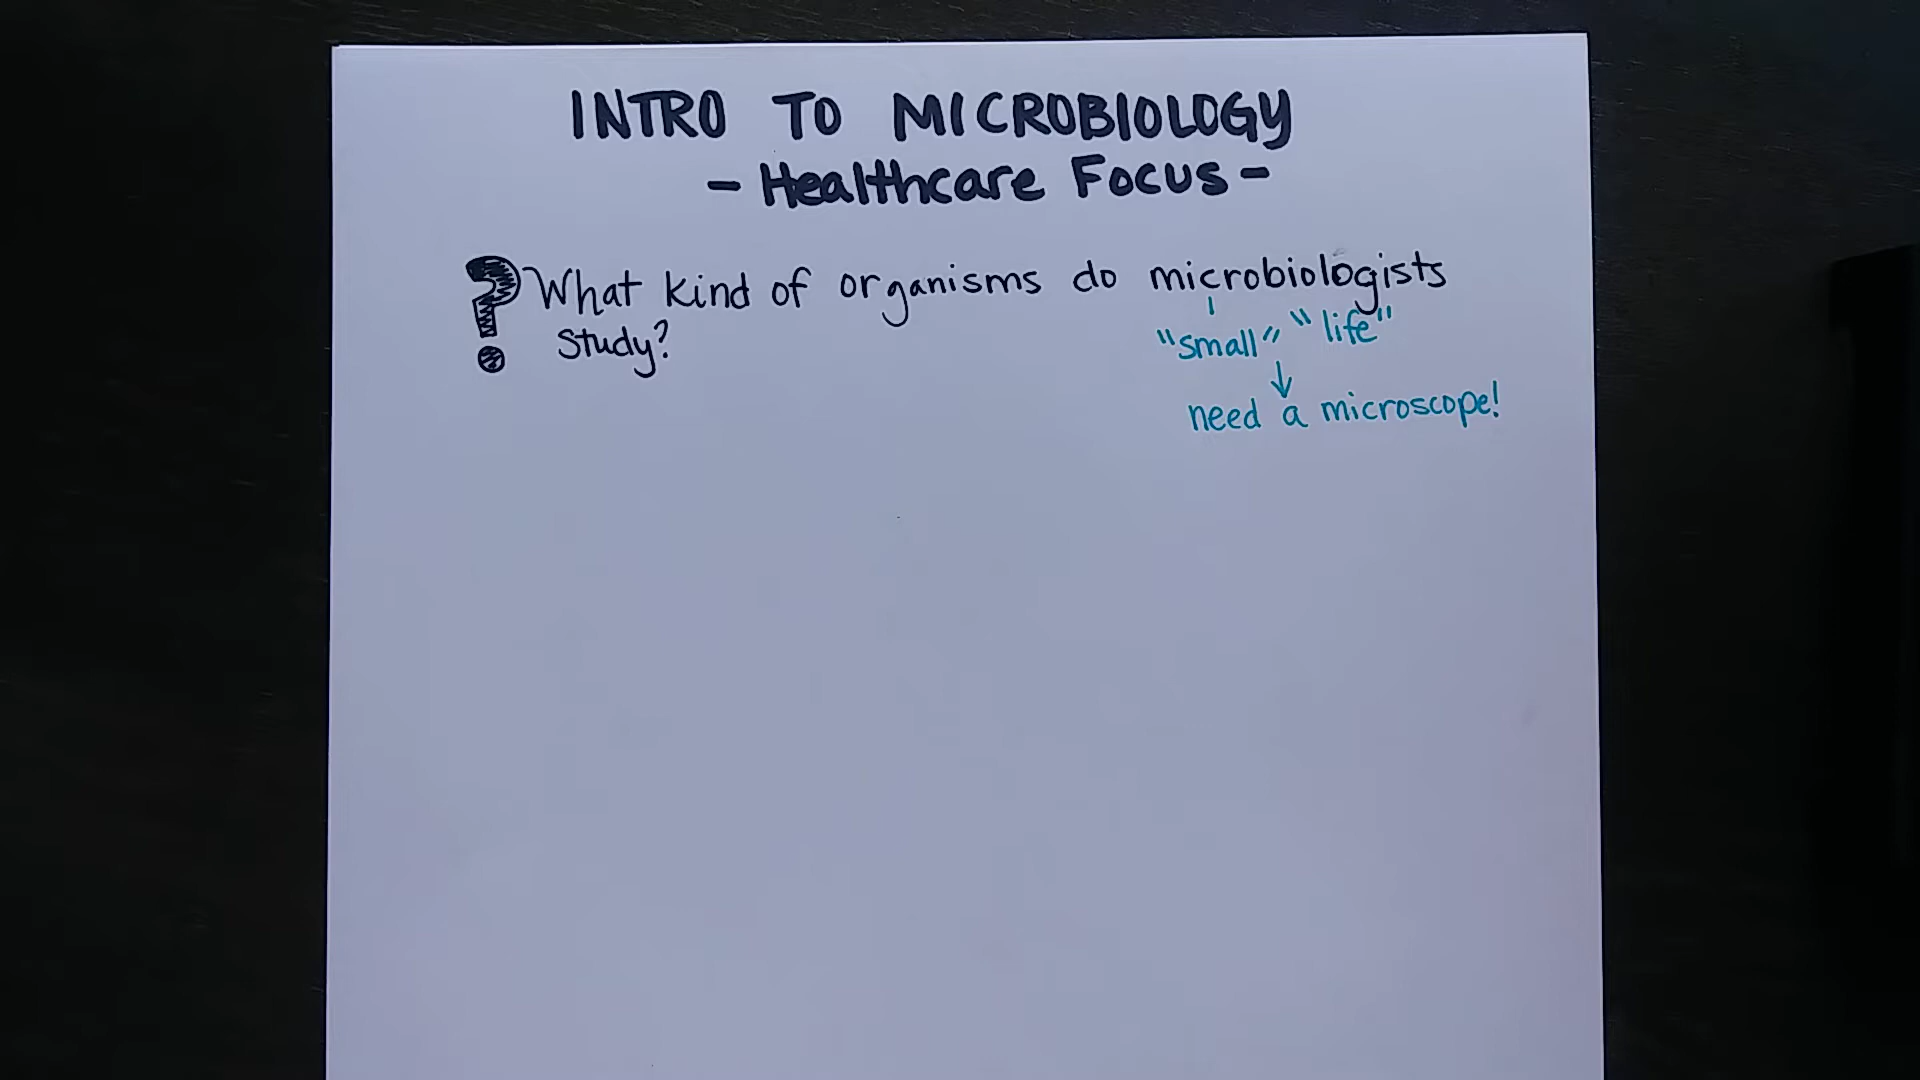 INTRO TO MICROBIOLOGY
- Healthcare Focus -
? What kind of organisms do microbiologists
study?
"small" "life"
need a microscope!